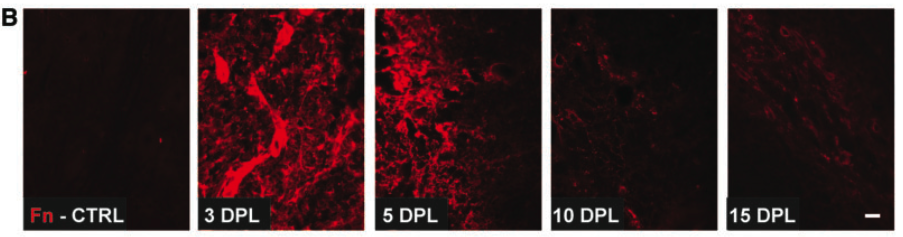 B
Fn - CTRL
3 DPL
5 DPL
10 DPL
15 DPL